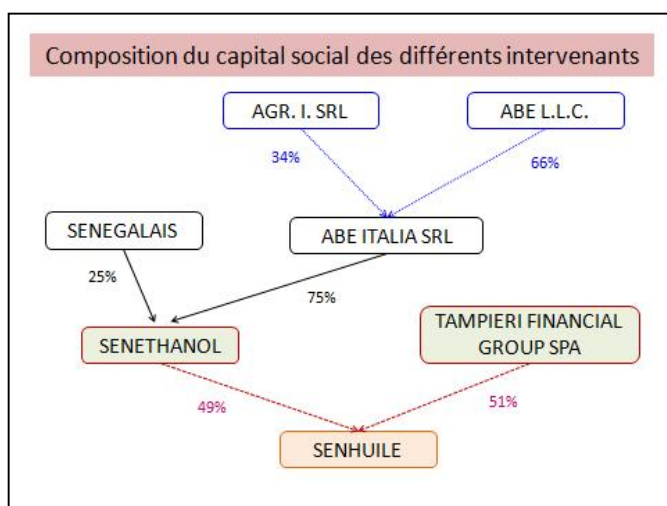 Composition du capital social des différents intervenants
AGR. I. SRL
ABE L.L.C.
34%
66%
SENEGALAIS
ABE ITALIA SRL
25%
75%
SENETHANOL
TAMPIERI FINANCIAL
GROUP SPA
49%
51%
SENHUILE